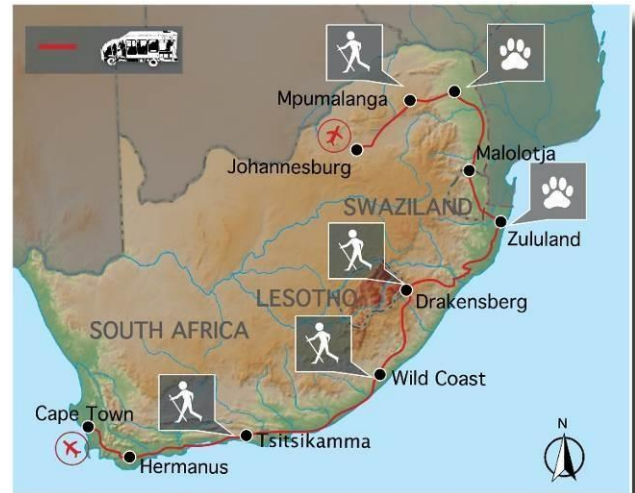 N
Mpumalanga
Johannesburg
Malolotja
SWAZILAND
Zululand
LESOTHO
Drakensberg
SOUTH AFRICA
Wild Coast
Cape Town
Tsitsikamma
Hermanus